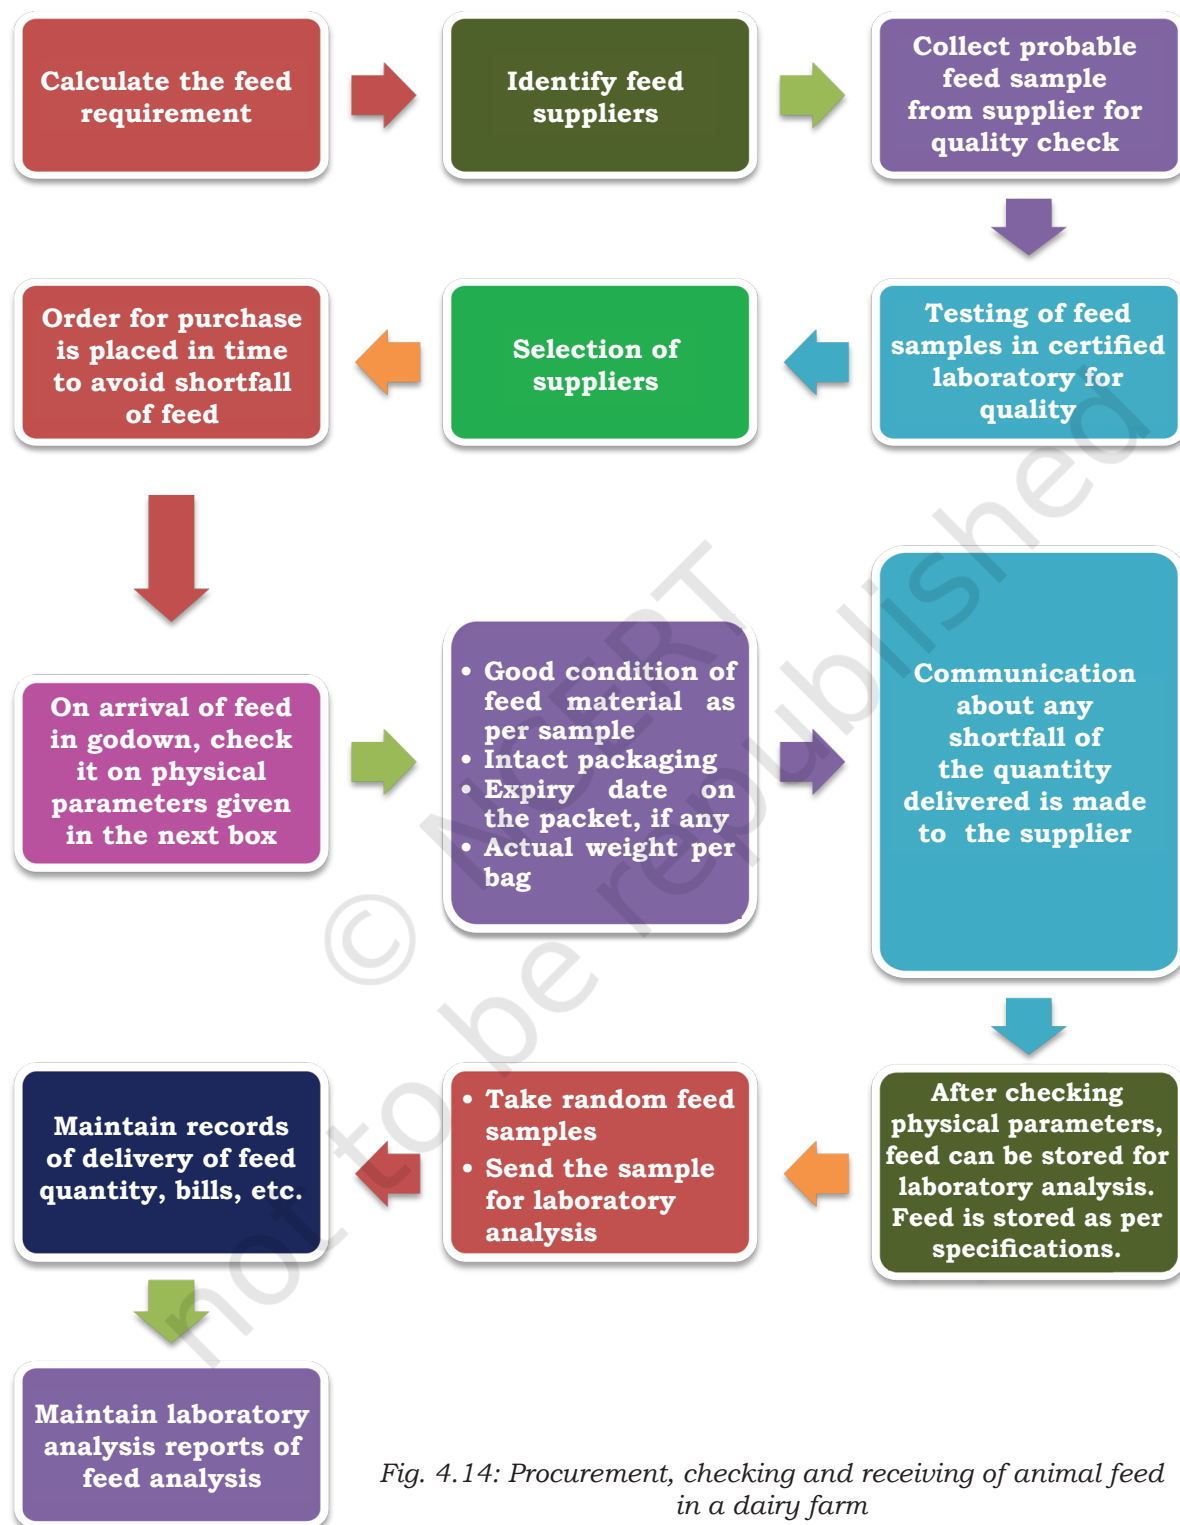 Calculate the feed
requirement
Identify feed
suppliers
Collect probable
feed sample
from supplier for
quality check
Testing of feed
samples in certified
laboratory for
quality
Selection of
suppliers
Order for purchase
is placed in time
to avoid shortfall
of feed
On arrival of feed
in godown, check
it on physical
parameters given
in the next box
• Good condition of
feed material as
per sample
• Intact packaging
• Expiry date on
the packet, if any
• Actual weight per
bag
Communication
about any
shortfall of
the quantity
delivered is made
to the supplier
After checking
physical parameters,
feed can be stored for
laboratory analysis.
Feed is stored as per
specifications.
• Take random feed
samples
• Send the sample
for laboratory
analysis
Maintain records
of delivery of feed
quantity, bills, etc.
Maintain laboratory
analysis reports of
feed analysis
Fig. 4.14: Procurement, checking and receiving of animal feed
in a dairy farm
© NCERT
not to be republished